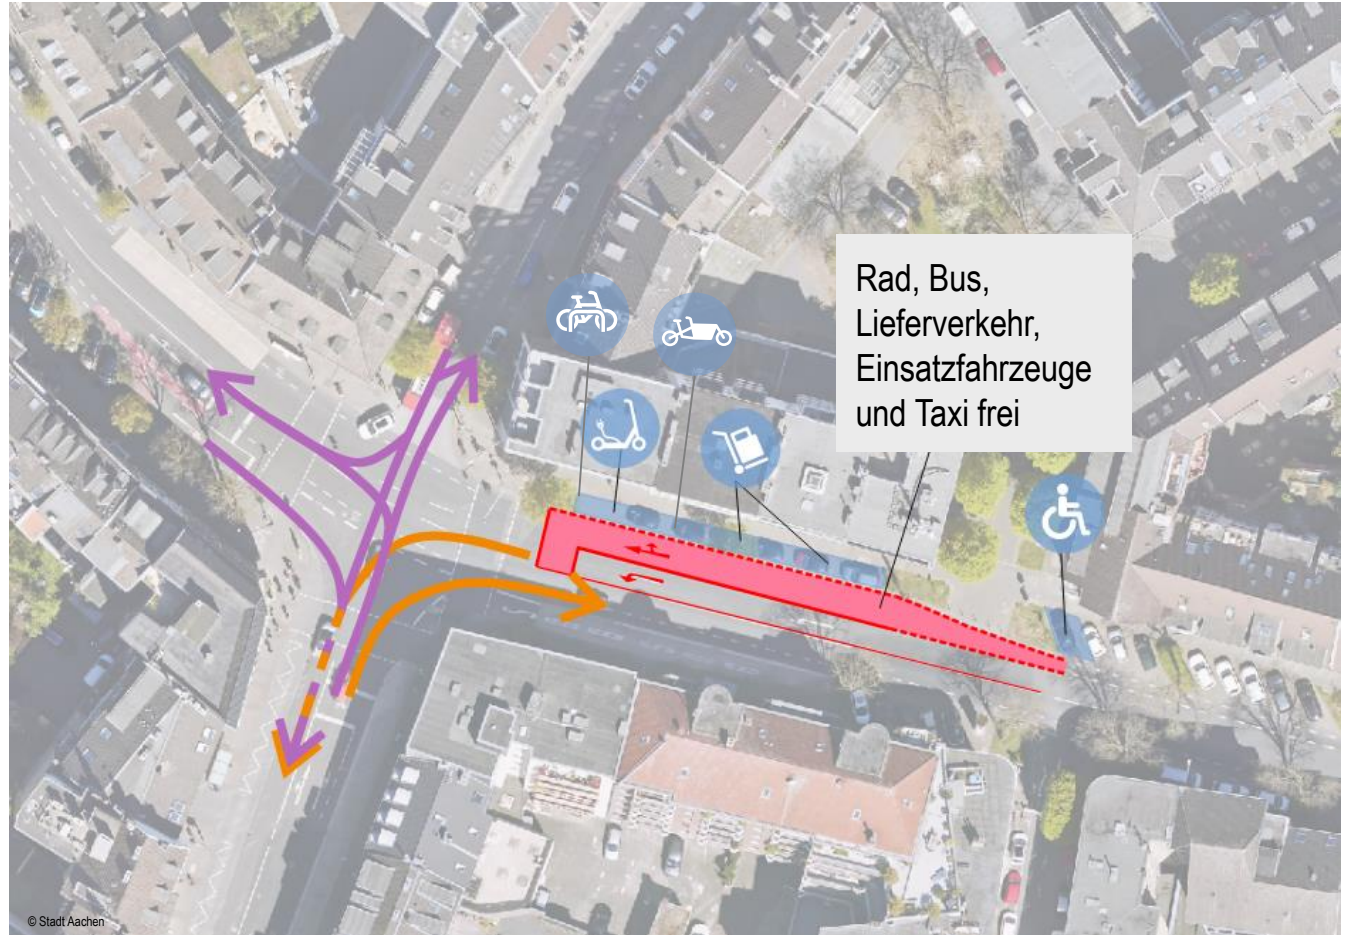 Rad, Bus,
Lieferverkehr,
Einsatzfahrzeuge
und Taxi frei
© Stadt Aachen